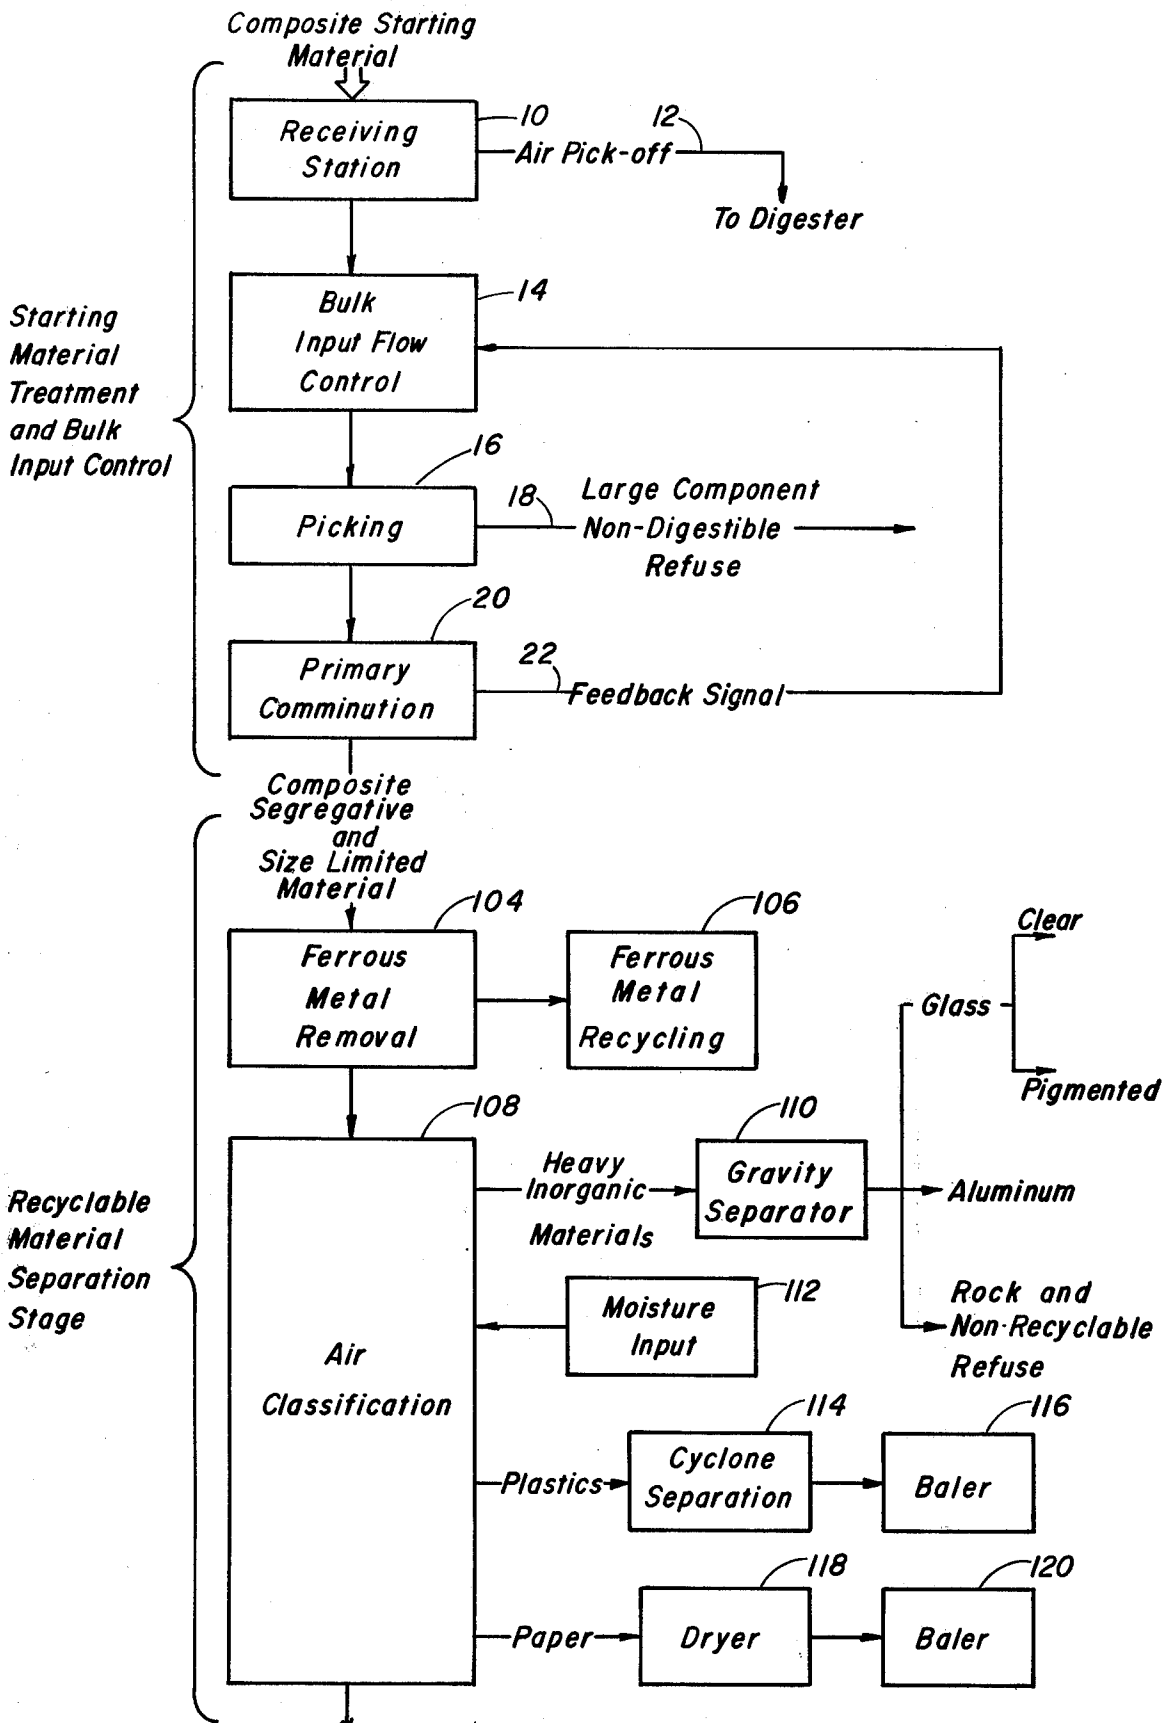 Composite Starting
Material
Receiving
Station
10
Air Pick-off
12
To Digester
Starting
Material
Treatment
and Bulk
Input Control
Bulk
Input Flow
Control
14
Picking
16
18
Large Component
Non-Digestible
Refuse
Primary
Comminution
20
22
Feedback Signal
Composite
Segregative
and
Size Limited
Material
Ferrous
Metal
Removal
104
Ferrous
Metal
Recycling
106
Clear
Glass
Pigmented
Recyclable
Material
Separation
Stage
Air
Classification
108
Heavy
Inorganic
Materials
Gravity
Separator
110
Aluminum
Rock and
Non-Recyclable
Refuse
Moisture
Input
112
Plastics
Cyclone
Separation
114
Baler
116
Paper
Dryer
118
Baler
120